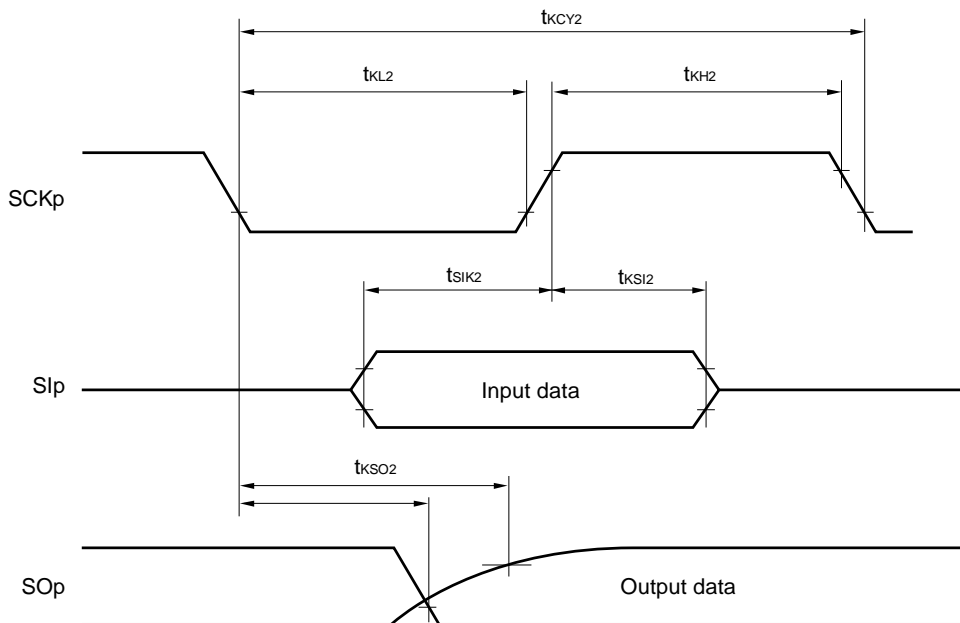 tKCY2
tKL2
tKH2
SCKp
tSIK2
tKSI2
SIp
Input data
tKSO2
SOp
Output data